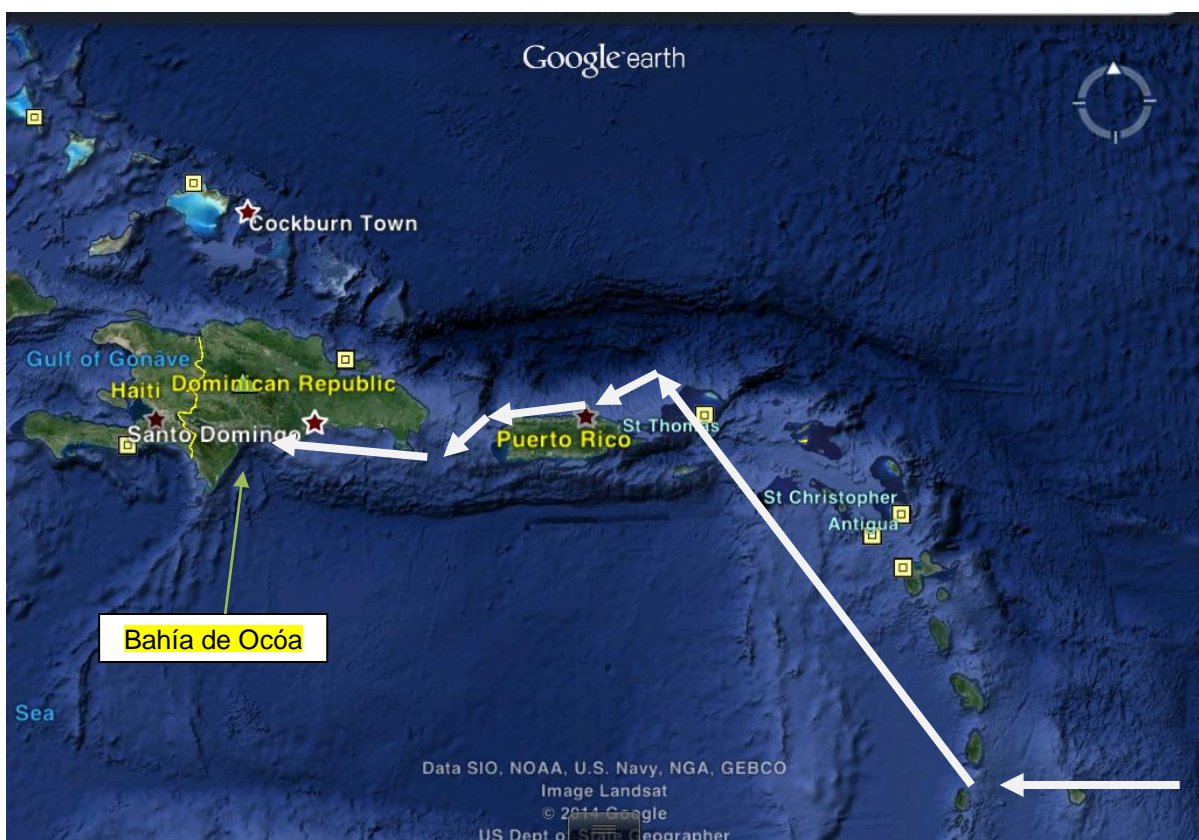 Google earth
Cockburn Town
Gulf of Gonâve
Haiti Dominican Republic
Santo Domingo
St Thomas
Puerto Rico
St Christopher
Antigua
Bahía de Ocóa
Sea
Data SIO, NOAA, U.S. Navy, NGA, GEBCO
Image Landsat
© 2014 Google
US Dept of State Geographer